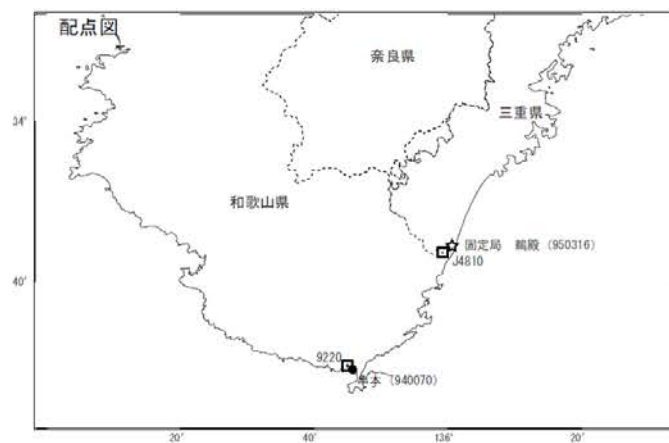 配点図
奈良県
34'
三重県
和歌山県
固定局 鵜殿 (950316)
J4810
40'
9220
串本 (940070)
20'
40'
136'
20'